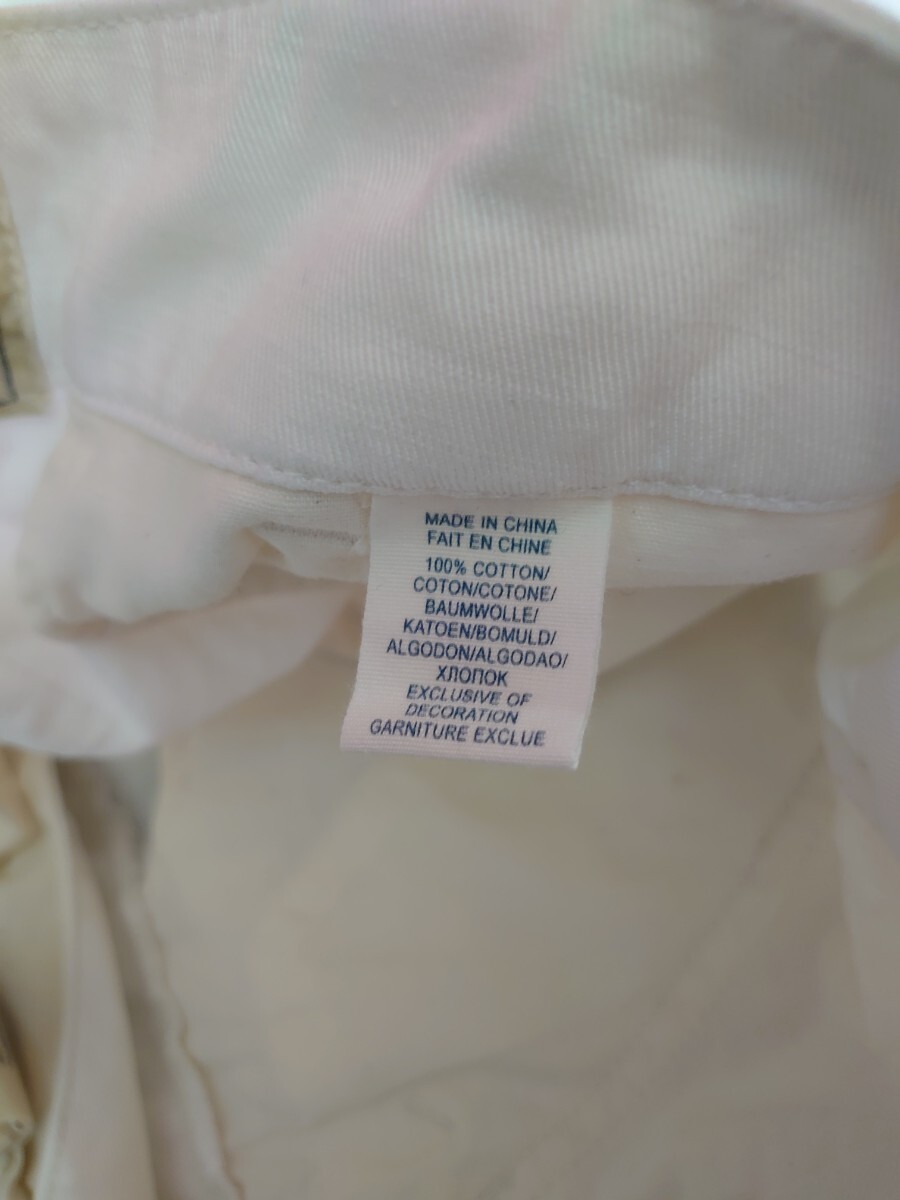 MADE IN CHINA
FAIT EN CHINE
100% COTTON/
COTON/COTONE/
BAUMWOLLE/
KATOEN/BOMULD/
ALGODON/ALGODAO/
ХЛОПОК
EXCLUSIVE OF
DECORATION
GARNITURE EXCLUE